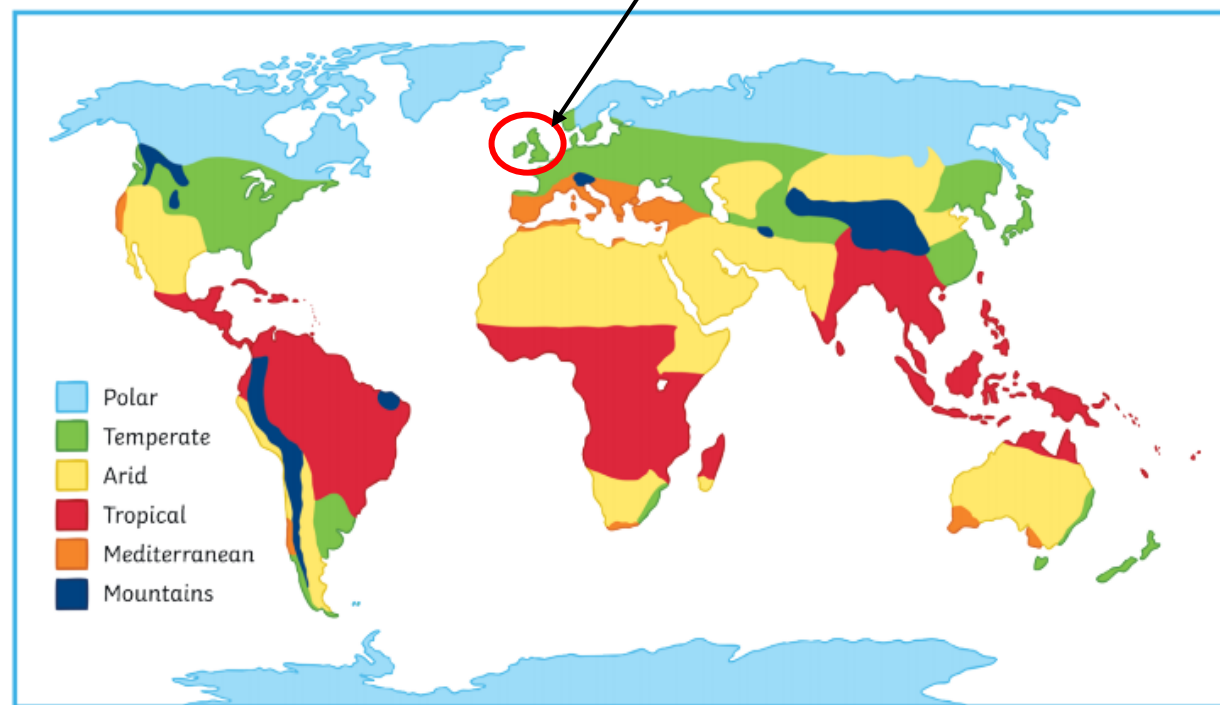 Polar
Temperate
Arid
Tropical
Mediterranean
Mountains